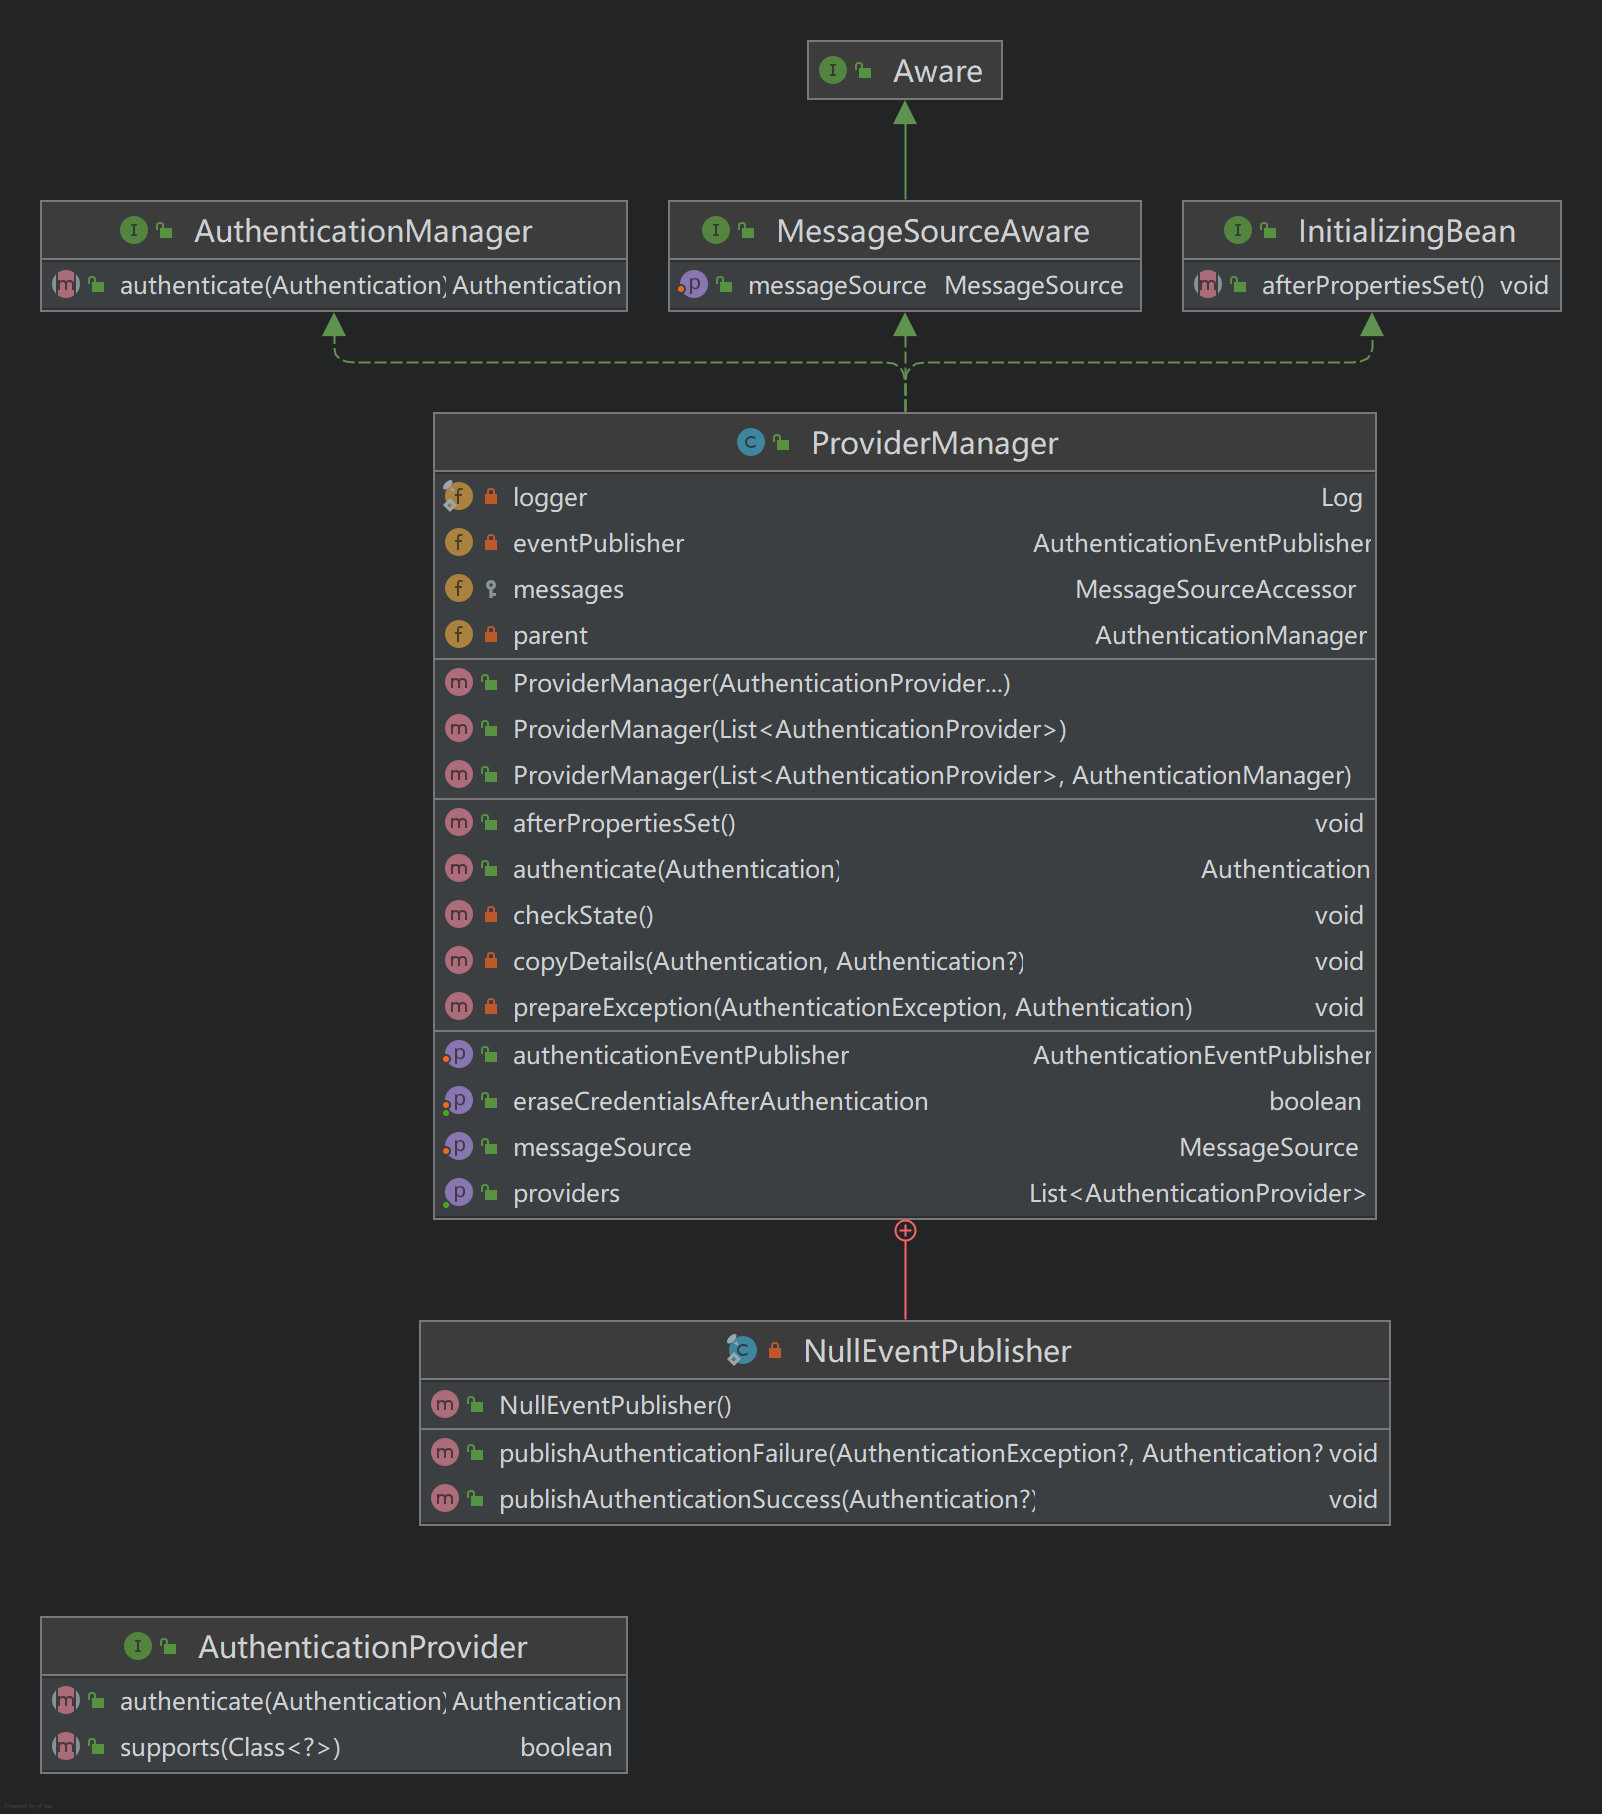 Aware
AuthenticationManager
authenticate(Authentication) Authentication
MessageSourceAware
messageSource MessageSource
InitializingBean
afterPropertiesSet() void
ProviderManager
logger Log
eventPublisher AuthenticationEventPublisher
messages MessageSourceAccessor
parent AuthenticationManager
ProviderManager(AuthenticationProvider...)
ProviderManager(List<AuthenticationProvider>)
ProviderManager(List<AuthenticationProvider>, AuthenticationManager)
afterPropertiesSet() void
authenticate(Authentication) Authentication
checkState() void
copyDetails(Authentication, Authentication?) void
prepareException(AuthenticationException, Authentication) void
authenticationEventPublisher AuthenticationEventPublisher
eraseCredentialsAfterAuthentication boolean
messageSource MessageSource
providers List<AuthenticationProvider>
NullEventPublisher
NullEventPublisher()
publishAuthenticationFailure(AuthenticationException?, Authentication? void
publishAuthenticationSuccess(Authentication?) void
AuthenticationProvider
authenticate(Authentication) Authentication
supports(Class<?>) boolean
Powered by yFiles